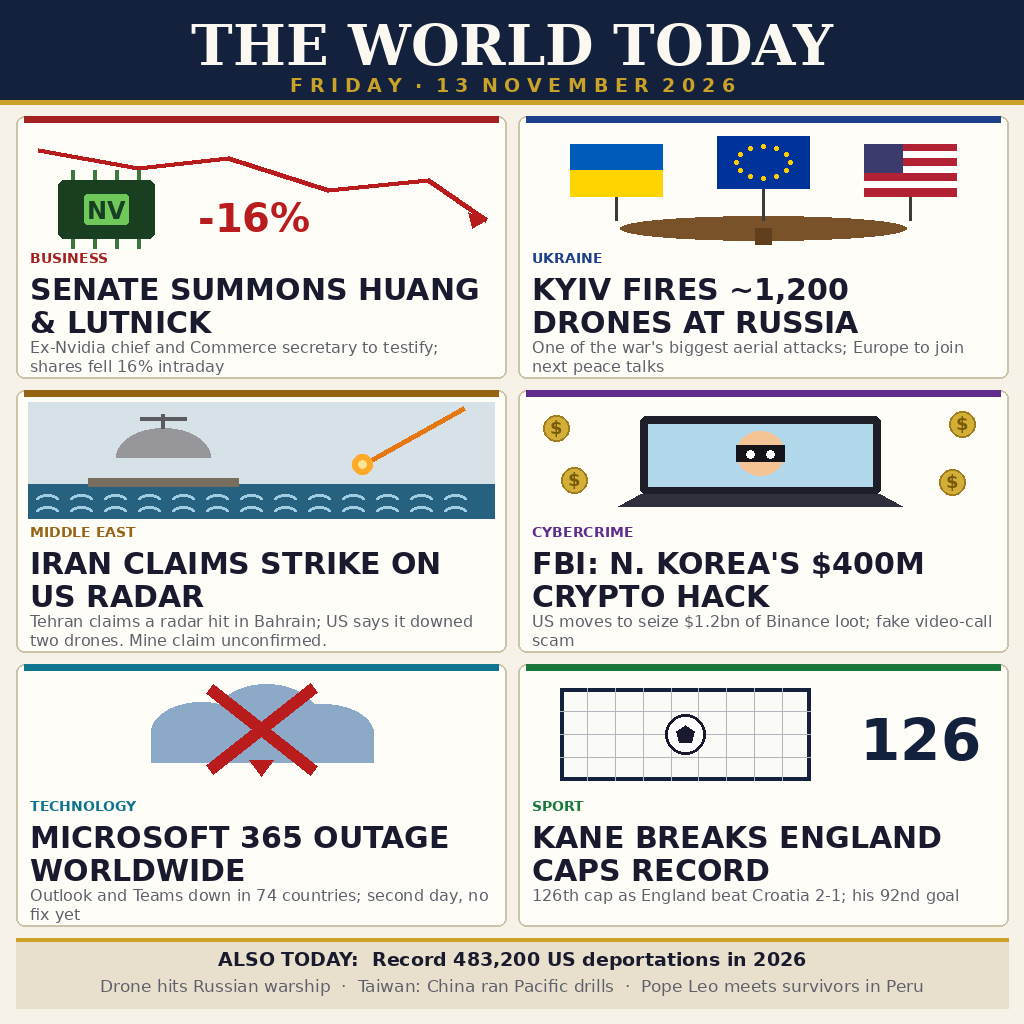 THE WORLD TODAY
FRIDAY · 13 NOVEMBER 2026
NV
-16%
BUSINESS
SENATE SUMMONS HUANG
& LUTNICK
Ex-Nvidia chief and Commerce secretary to testify;
shares fell 16% intraday
UKRAINE
KYIV FIRES ~1,200
DRONES AT RUSSIA
One of the war's biggest aerial attacks; Europe to join
next peace talks
MIDDLE EAST
IRAN CLAIMS STRIKE ON
US RADAR
Tehran claims a radar hit in Bahrain; US says it downed
two drones. Mine claim unconfirmed.
$
$
$
$
CYBERCRIME
FBI: N. KOREA'S $400M
CRYPTO HACK
US moves to seize $1.2bn of Binance loot; fake video-call
scam
TECHNOLOGY
MICROSOFT 365 OUTAGE
WORLDWIDE
Outlook and Teams down in 74 countries; second day, no
fix yet
126
SPORT
KANE BREAKS ENGLAND
CAPS RECORD
126th cap as England beat Croatia 2-1; his 92nd goal
ALSO TODAY: Record 483,200 US deportations in 2026
Drone hits Russian warship · Taiwan: China ran Pacific drills · Pope Leo meets survivors in Peru